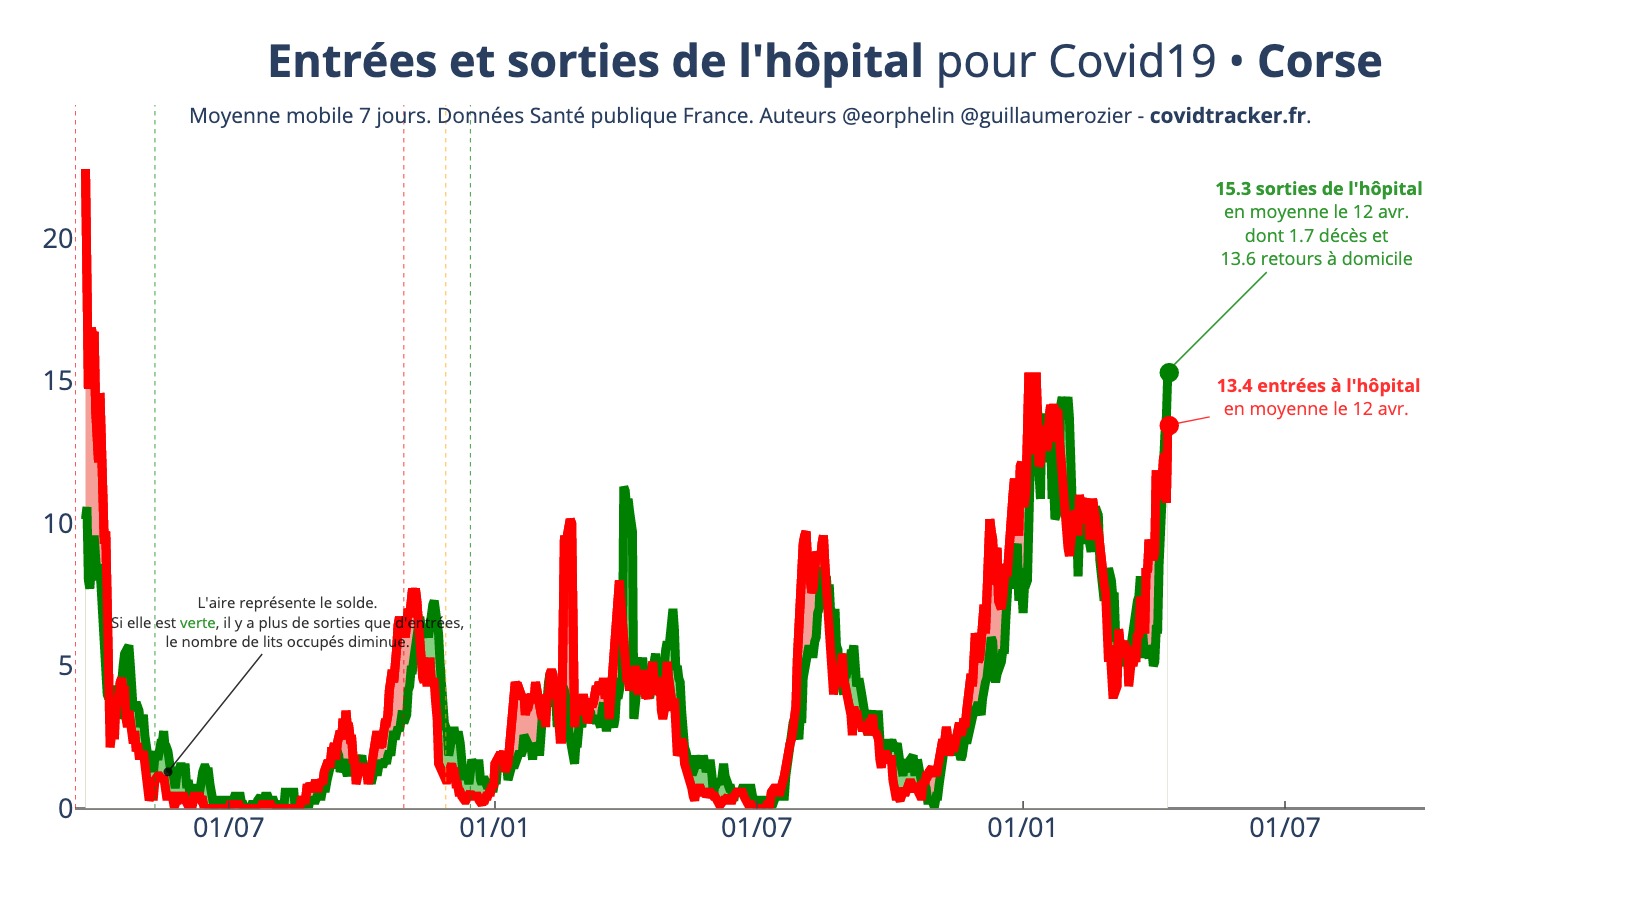 Entrées et sorties de l'hôpital pour Covid19 • Corse
Moyenne mobile 7 jours. Données Santé publique France. Auteurs @eorphelin @guillaumerozier - covidtracker.fr.
15.3 sorties de l'hôpital
en moyenne le 12 avr.
dont 1.7 décès et
13.6 retours à domicile
13.4 entrées à l'hôpital
en moyenne le 12 avr.
L'aire représente le solde.
Si elle est verte, il y a plus de sorties que d'entrées,
le nombre de lits occupés diminue.
20
15
10
5
0
01/07
01/01
01/07
01/01
01/07